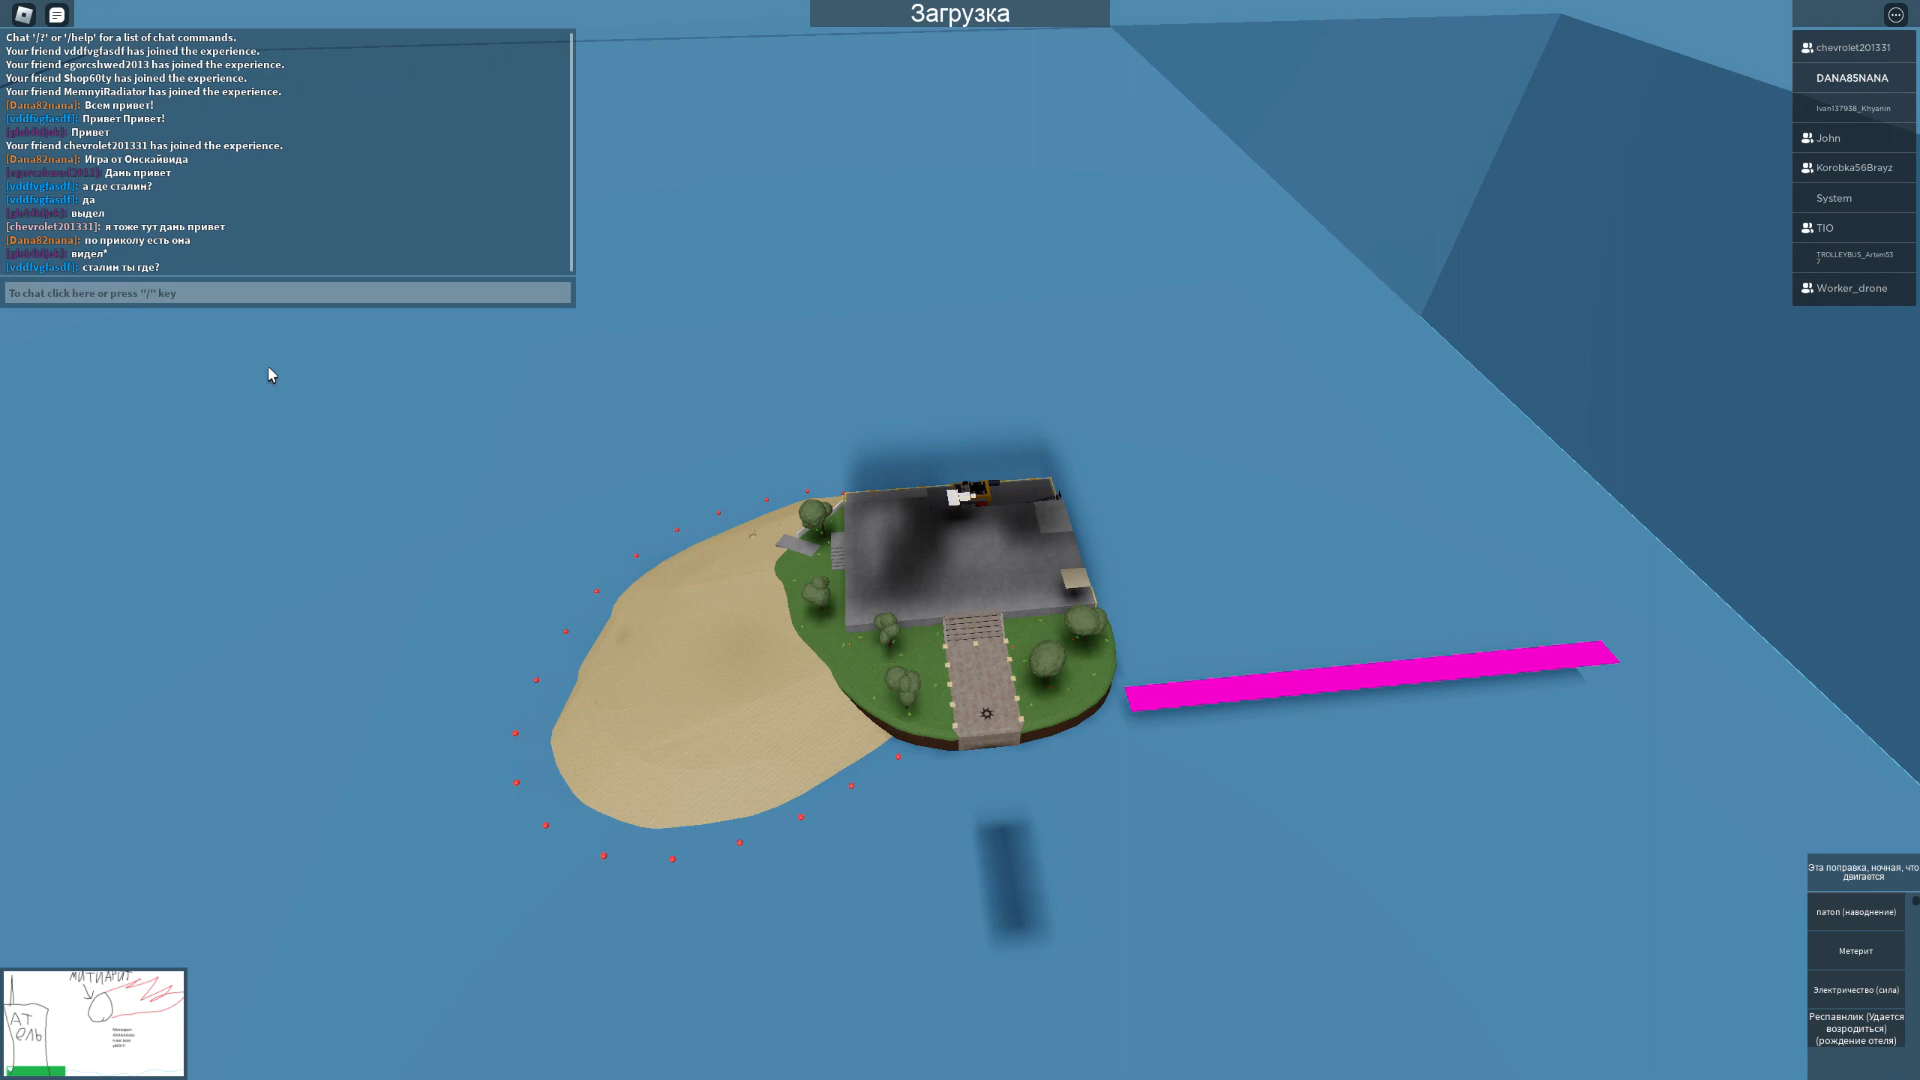 Загрузка
Chat '/?' or '/help' for a list of chat commands.
Your friend vddfvgfasdf has joined the experience.
Your friend egorcshwed2013 has joined the experience.
Your friend Shop60ty has joined the experience.
Your friend MemnyiRadiator has joined the experience.
[Dana82nana]: Всем привет!
[vddfvgfasdf]: Привет Привет!
Привет
Your friend chevrolet201331 has joined the experience.
[Dana82nana]: Игра от Онскайвида
[egorcshwed2013]: Дань привет
[vddfvgfasdf]: а где сталин?
[vddfvgfasdf]: да
выдел
[chevrolet201331]: я тоже тут дань привет
[Dana82nana]: по приколу есть она
видел*
[vddfvgfasdf]: сталин ты где?
To chat click here or press "/" key
chevrolet201331
DANA85NANA
Ivan137938_Khyanin
John
Korobka56Brayz
System
TIO
TROLLEYBUS_Artem53
7
Worker_drone
Эта поправка, ночная, что
двигается
патоп (наводнение)
Метерит
Электричество (сила)
Респавнлик (Удается
возродиться)
(рождение отеля)
МИТИАРИТ
АТ
ЕЛЬ